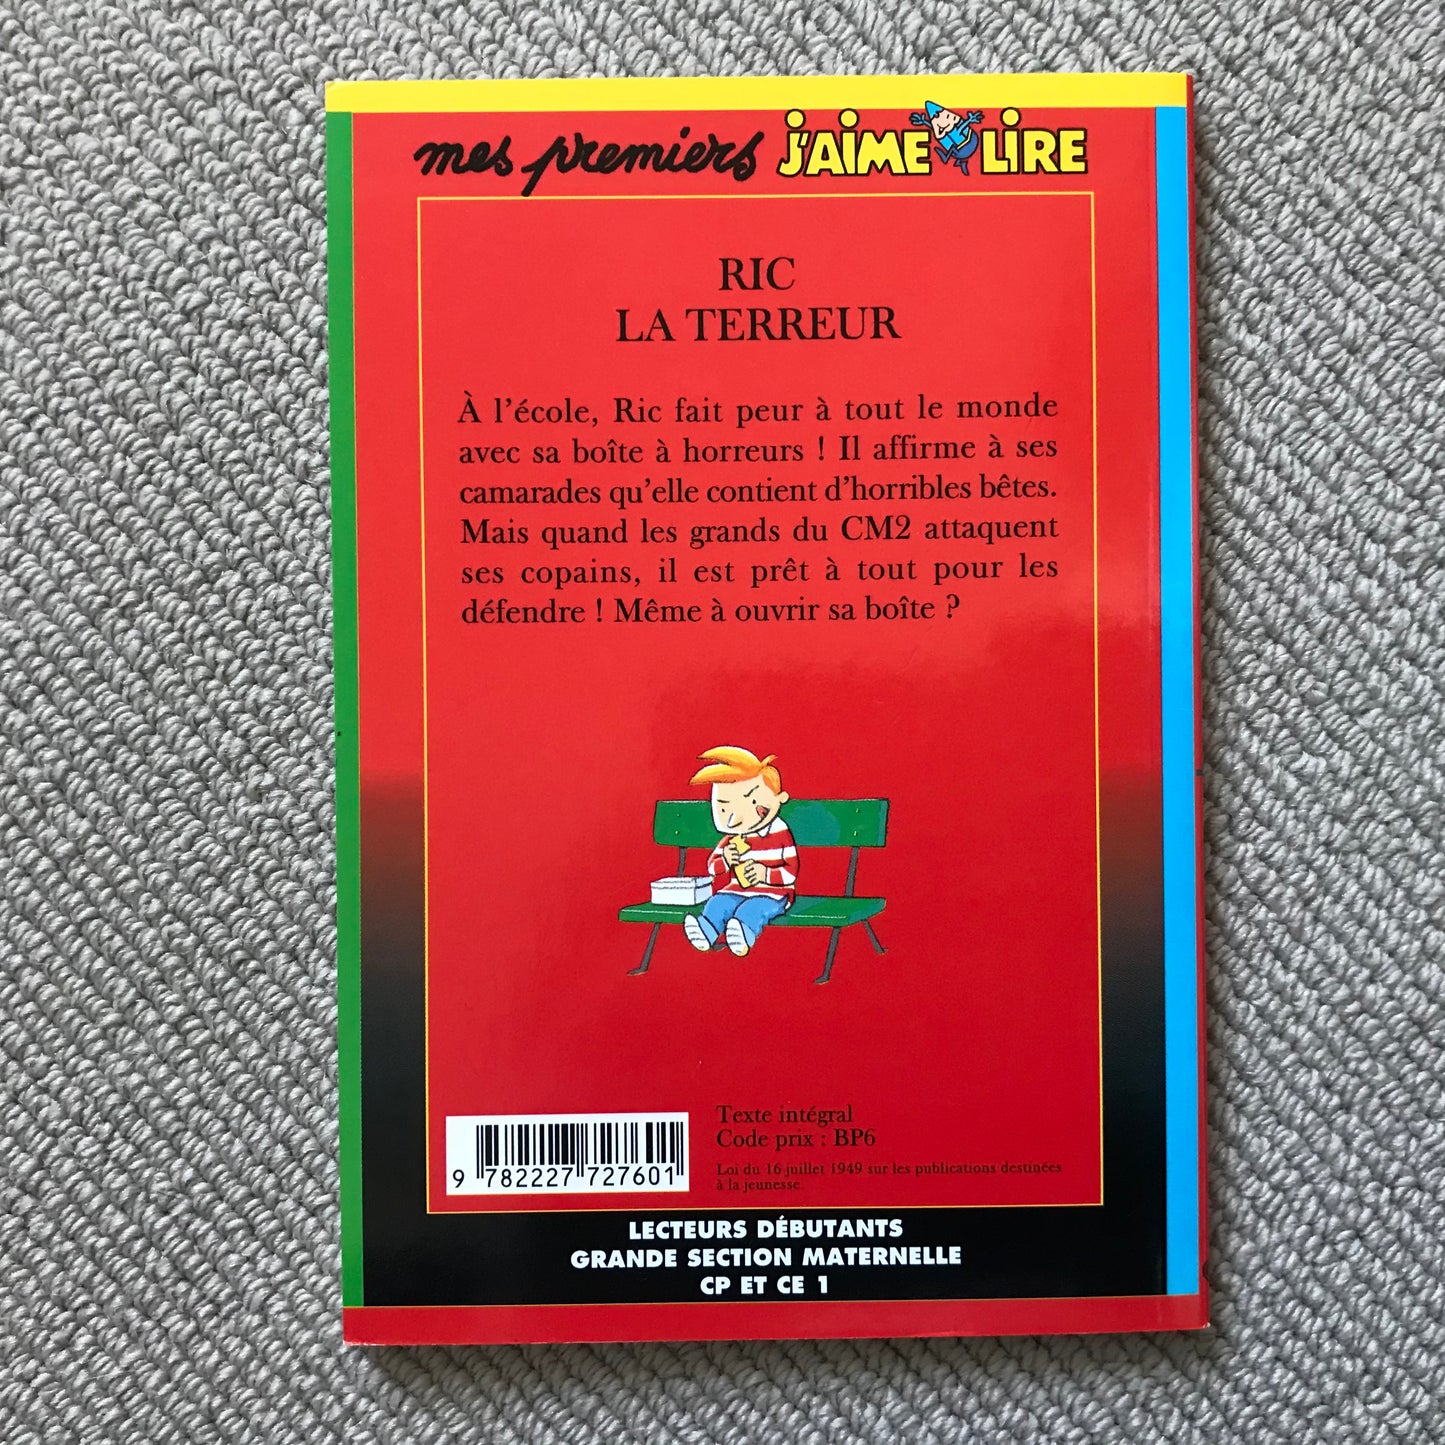 mes premiers J'AIME LIRE
RIC
LA TERREUR
À l'école, Ric fait peur à tout le monde
avec sa boîte à horreurs ! Il affirme à ses
camarades qu'elle contient d'horribles bêtes.
Mais quand les grands du CM2 attaquent
ses copains, il est prêt à tout pour les
défendre ! Même à ouvrir sa boîte ?
Texte intégral
Code prix : BP6
Loi du 16 juillet 1949 sur les publications destinées
à la jeunesse.
9 782227 727601
LECTEURS DÉBUTANTS
GRANDE SECTION MATERNELLE
CP ET CE 1